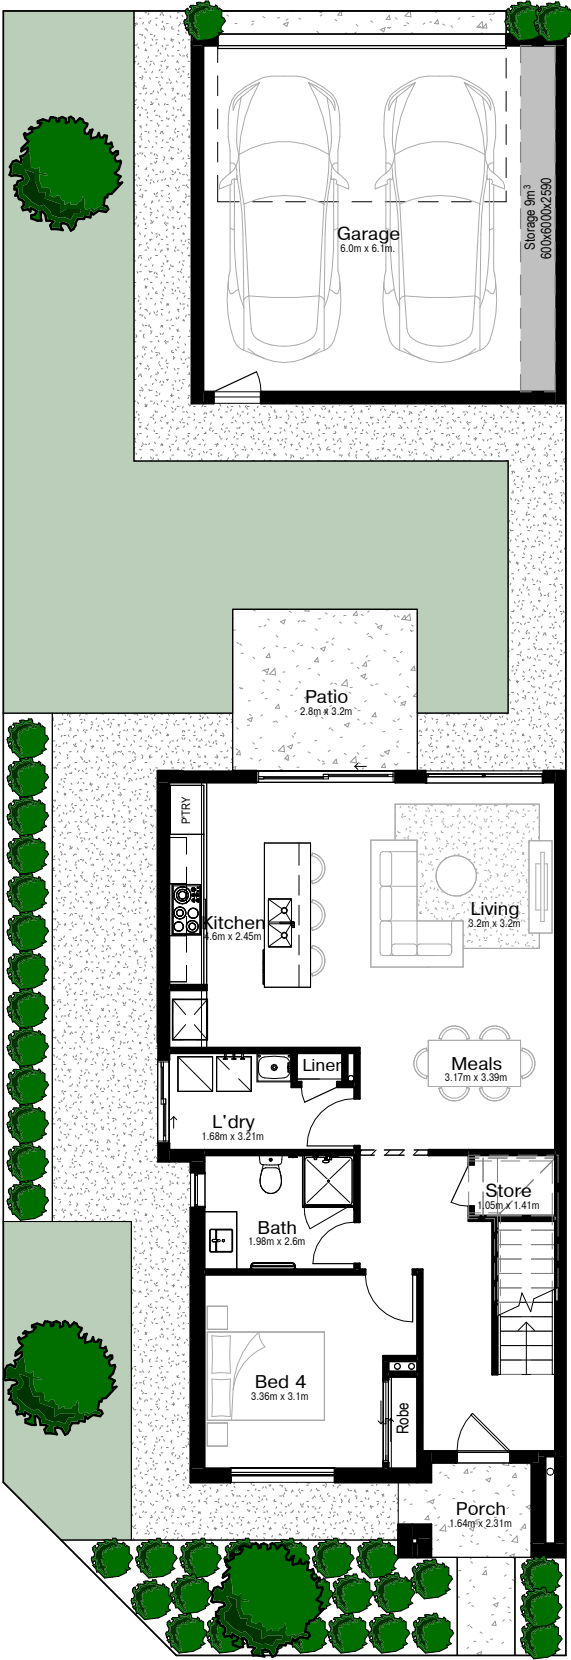 Garage
6.0m x 6.1m.
Storage 9m³
600x6000x2590
Patio
2.8m x 3.2m
PTRY
Kitchen
4.6m x 2.45m
Living
3.2m x 3.2m
Liner
Meals
3.17m x 3.39m
L'dry
1.68m x 3.21m
Store
1.05m x 1.41m
Bath
1.98m x 2.6m
Bed 4
3.36m x 3.1m
Robe
Porch
1.64m x 2.31m